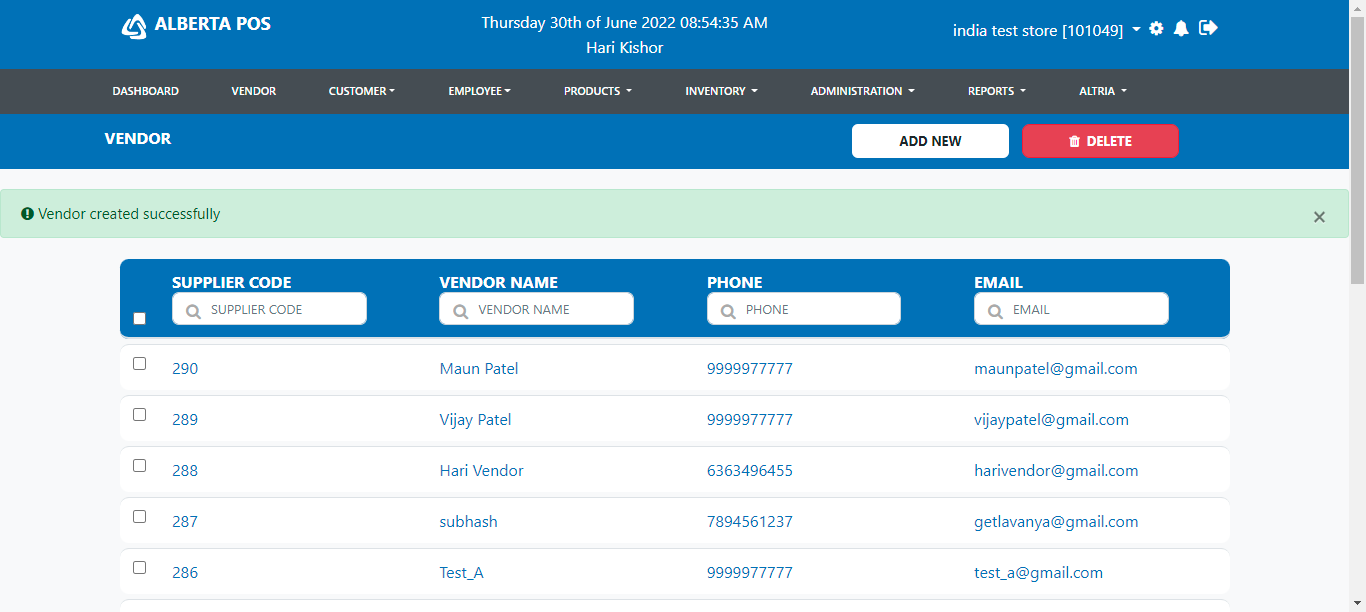 ALBERTA POS
Thursday 30th of June 2022 08:54:35 AM
Hari Kishor
india test store [101049]
DASHBOARD VENDOR CUSTOMER EMPLOYEE PRODUCTS INVENTORY ADMINISTRATION REPORTS ALTRIA
VENDOR ADD NEW DELETE
Vendor created successfully ×
SUPPLIER CODE VENDOR NAME PHONE EMAIL
SUPPLIER CODE VENDOR NAME PHONE EMAIL
290 Maun Patel 9999977777 maunpatel@gmail.com
289 Vijay Patel 9999977777 vijaypatel@gmail.com
288 Hari Vendor 6363496455 harivendor@gmail.com
287 subhash 7894561237 getlavanya@gmail.com
286 Test_A 9999977777 test_a@gmail.com